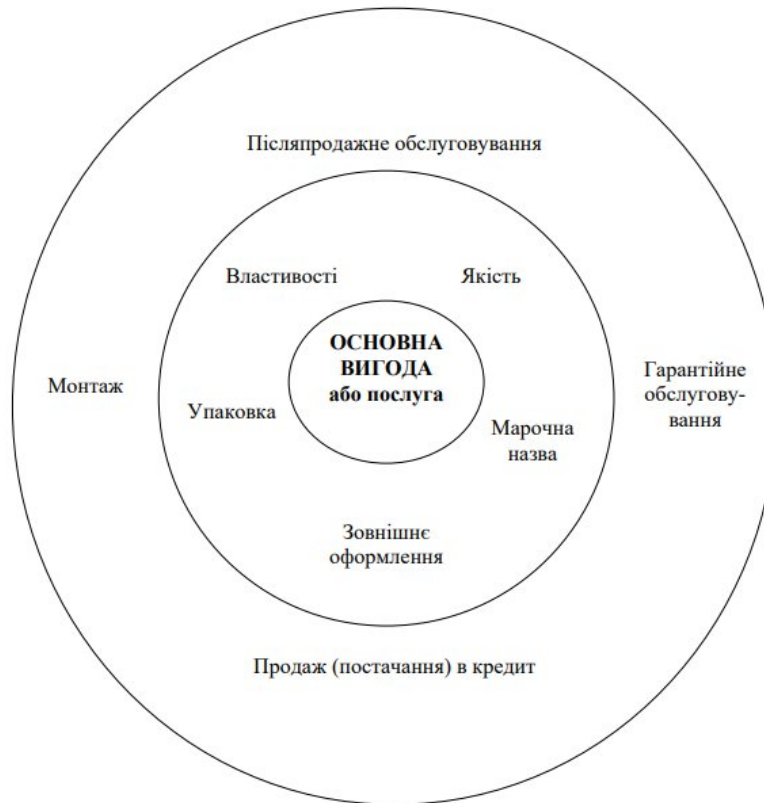 Післяпродажне обслуговування
Властивості
Якість
ОСНОВНА
ВИГОДА
або послуга
Монтаж
Гарантійне
обслугову-
вання
Упаковка
Марочна
назва
Зовнішнє
оформлення
Продаж (постачання) в кредит